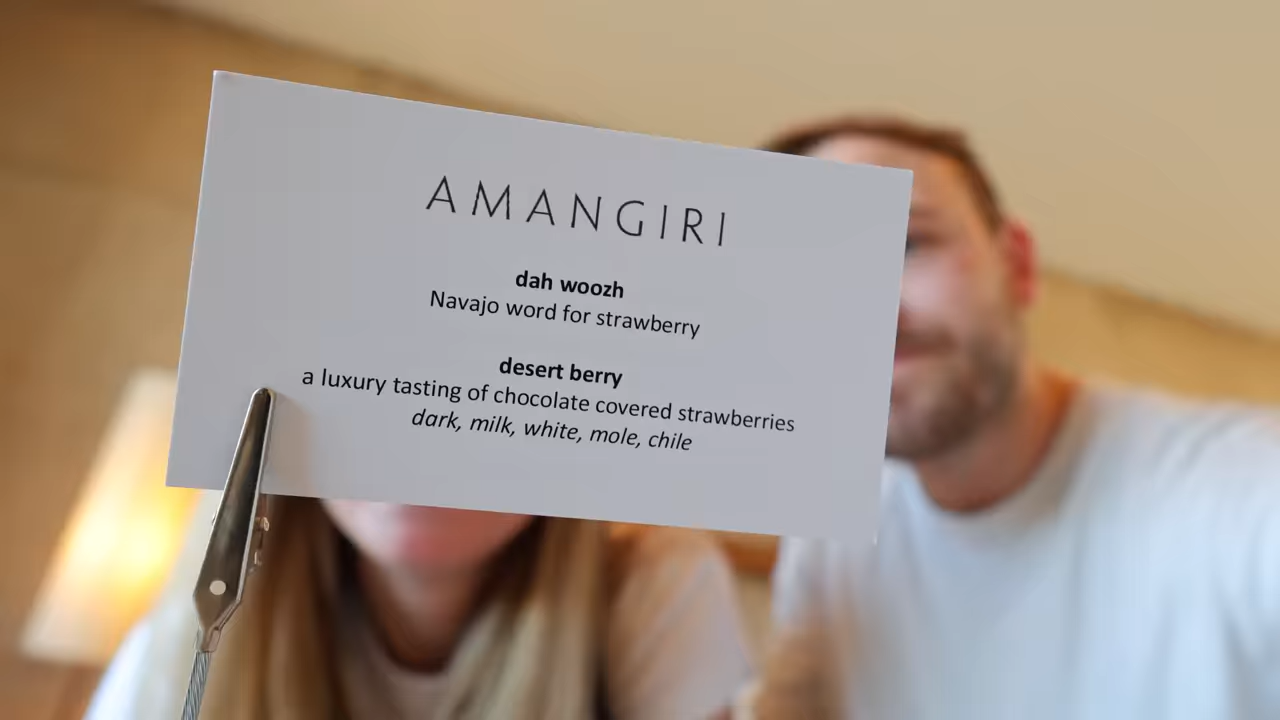 AMANGIRI
dah woozh
Navajo word for strawberry
desert berry
a luxury tasting of chocolate covered strawberries
dark, milk, white, mole, chile